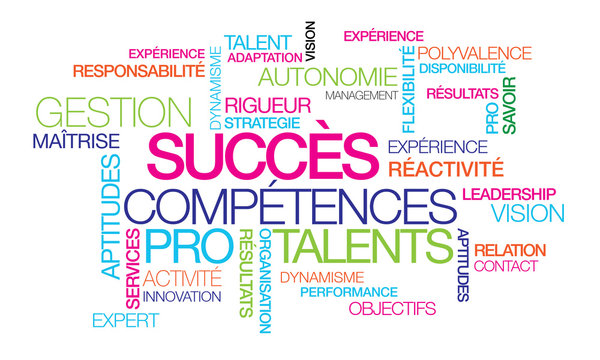 EXPÉRIENCE
TALENT
VISION
EXPÉRIENCE
ADAPTATION
POLYVALENCE
RESPONSABILITÉ
DYNAMISME
AUTONOMIE
FLEXIBILITÉ
DISPONIBILITÉ
GESTION
RIGUEUR
MANAGEMENT
RÉSULTATS
PRO
SAVOIR
STRATEGIE
MAÎTRISE
SUCCÈS
EXPÉRIENCE
RÉACTIVITÉ
APTITUDES
COMPÉTENCES
LEADERSHIP
VISION
SERVICES
PRO
RÉSULTATS
ORGANISATION
TALENTS
APTITUDES
RELATION
CONTACT
ACTIVITÉ
DYNAMISME
INNOVATION
PERFORMANCE
OBJECTIFS
EXPERT